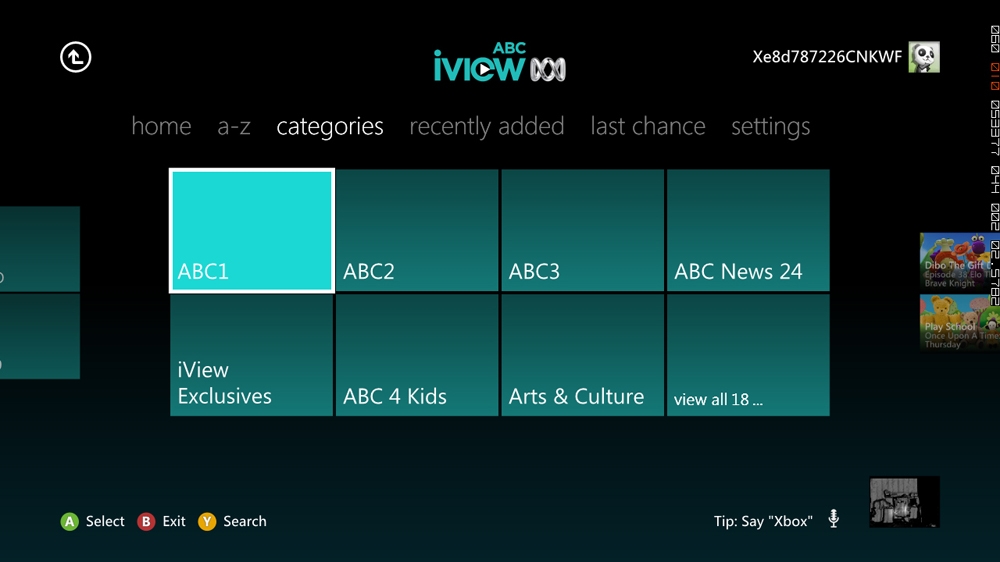 ABC
iview
Xe8d787226CNKWF
home a-z categories recently added last chance settings
ABC1
ABC2
ABC3
ABC News 24
iView
Exclusives
ABC 4 Kids
Arts & Culture
view all 18 ...
Dibo The Gift
Episode 38 Elo
Brave Knight
Play School
Once Upon A Time
Thursday
A Select B Exit Y Search
Tip: Say "Xbox"